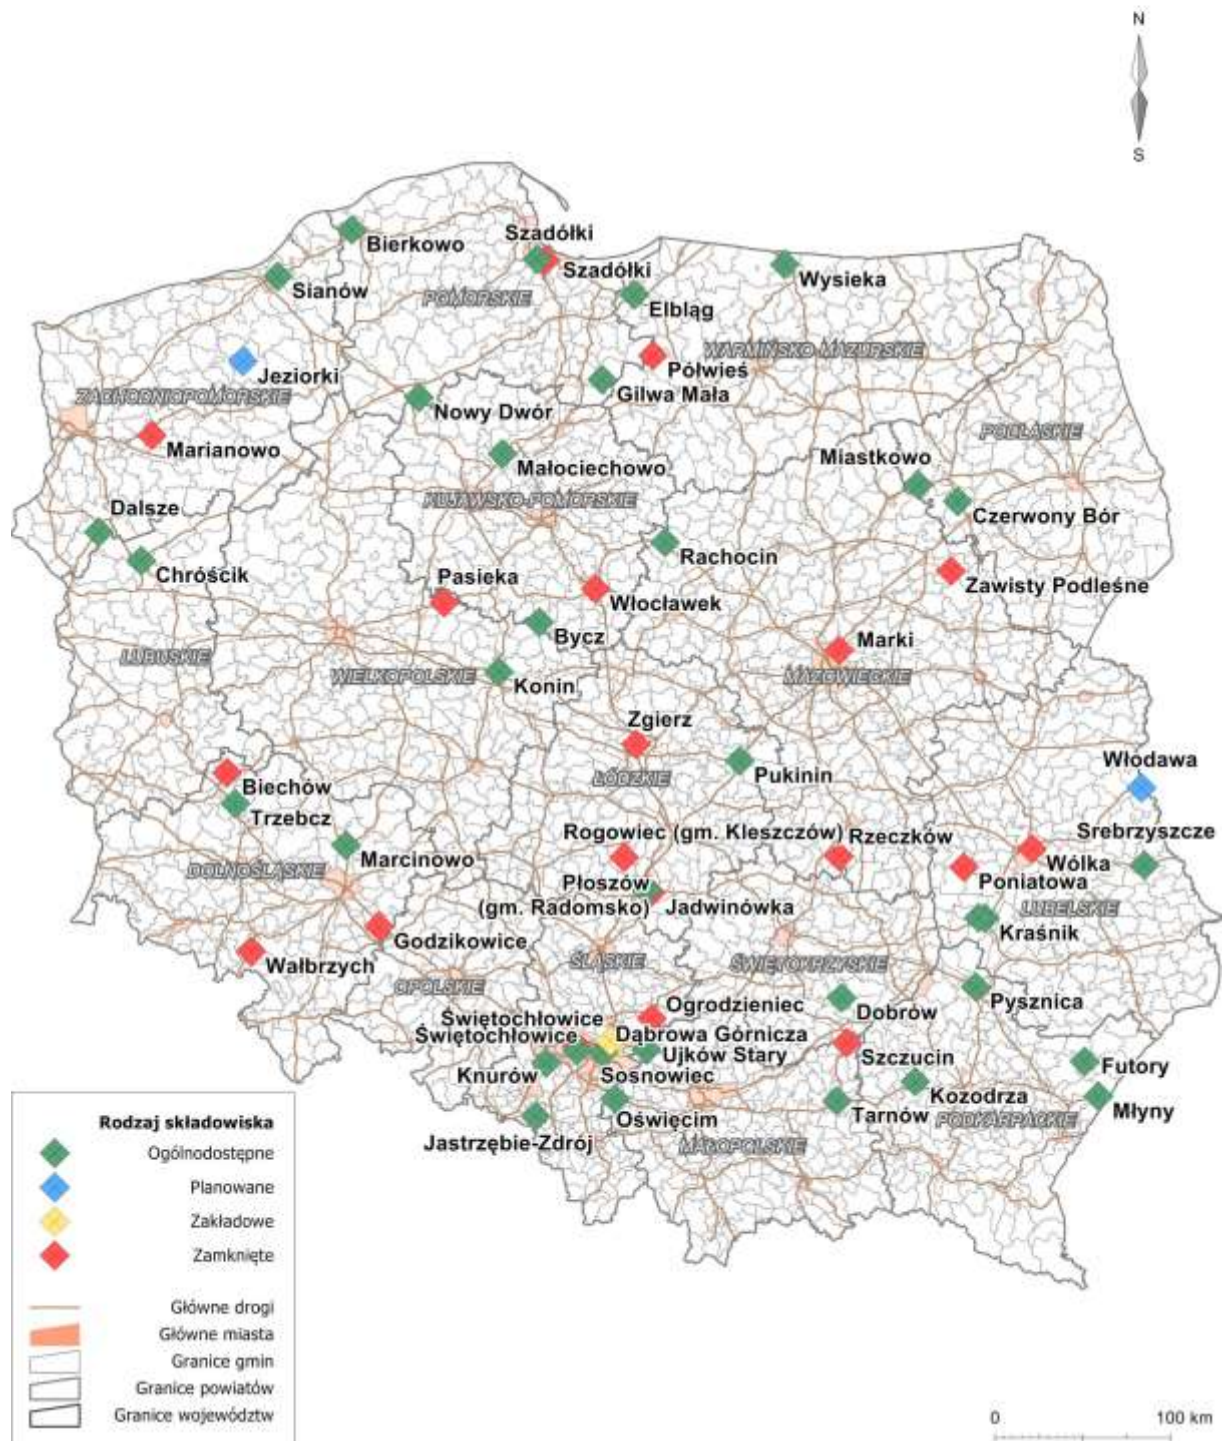 N
S
Bierkowo
Szadółki
Szadółki
Sianów
POMORSKIE
Wysieka
Elbląg
WARMIŃSKO-MAZURSKIE
Jeziorki
ZACHODNIOPOMORSKIE
Półwieś
Gilwa Mała
Nowy Dwór
Marianowo
PODLASKIE
Małociechowo
Miastkowo
KUJAWSKO-POMORSKIE
Dalsze
Czerwony Bór
Rachocin
Chróścik
Pasieka
Zawisty Podleśne
Włocławek
Bycz
Marki
LUBUSKIE
WIELKOPOLSKIE
Konin
MAZOWIECKIE
Zgierz
Włodawa
ŁÓDZKIE
Pukinin
Biechów
Trzebcz
Srebrzyszcze
Rogowiec (gm. Kleszczów)
Rzeczków
Marcinowo
Wólka
DOLNOŚLĄSKIE
Poniatowa
Płoszów
(gm. Radomsko)
Jadwinówka
LUBELSKIE
Kraśnik
Godzikowice
Wałbrzych
ŚLĄSKIE
ŚWIĘTOKRZYSKIE
OPOLSKIE
Pysznica
Dobrów
Ogrodzieniec
Świętochłowice
Świętochłowice
Dąbrowa Górnicza
Ujków Stary
Szczucin
Futory
Knurów
Sosnowiec
Kozodrza
Młyny
Oświęcim
Tarnów
PODKARPACKIE
Jastrzębie-Zdrój
MAŁOPOLSKIE
Rodzaj składowiska
Ogólnodostępne
Planowane
Zakładowe
Zamknięte
Główne drogi
Główne miasta
Granice gmin
Granice powiatów
Granice województw
0 100 km